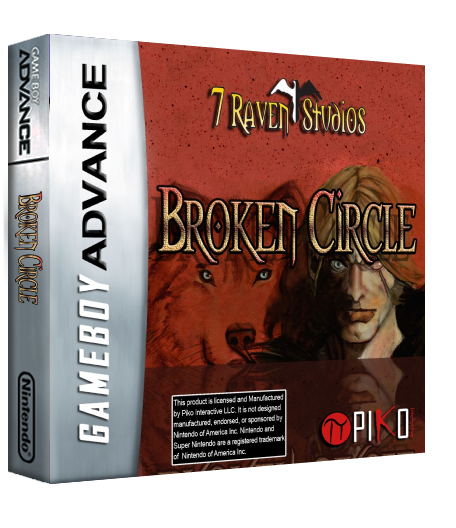 GAME BOY
ADVANCE
BROKEN CIRCLE
Nintendo
GAMEBOY ADVANCE
7 RAVEN STUDIOS
BROKEN CIRCLE
This product is licensed and Manufactured
by Piko Interactive LLC. It is not designed
manufactured, endorsed, or sponsored by
Nintendo of America Inc. Nintendo and
Super Nintendo are a registered trademark
of Nintendo of America Inc.
PIKO